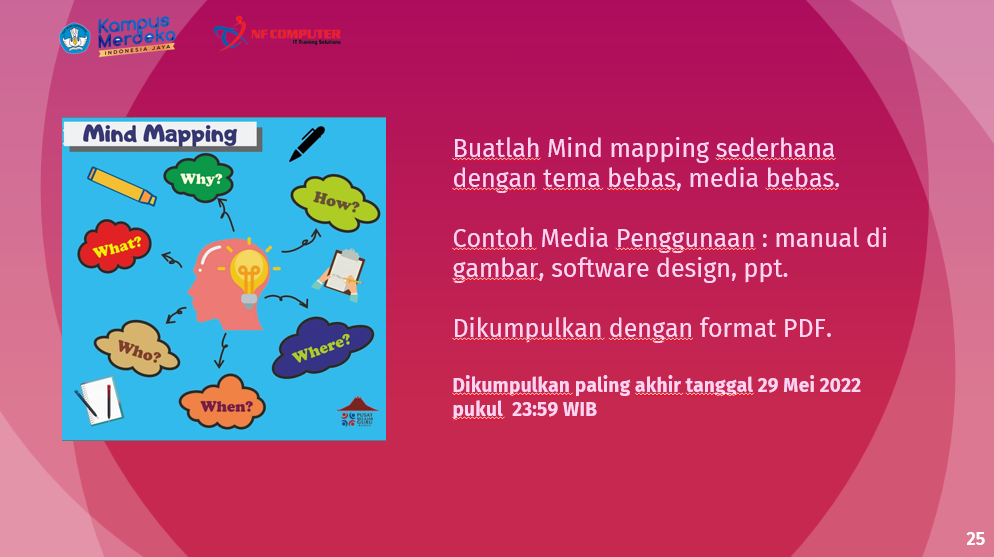 Kampus
Merdeka
INDONESIA JAYA
NF COMPUTER
IT Training Solutions
Mind Mapping
Why?
How?
What?
Who?
Where?
When?
Buatlah Mind mapping sederhana
dengan tema bebas, media bebas.
Contoh Media Penggunaan : manual di
gambar, software design, ppt.
Dikumpulkan dengan format PDF.
Dikumpulkan paling akhir tanggal 29 Mei 2022
pukul 23:59 WIB
25